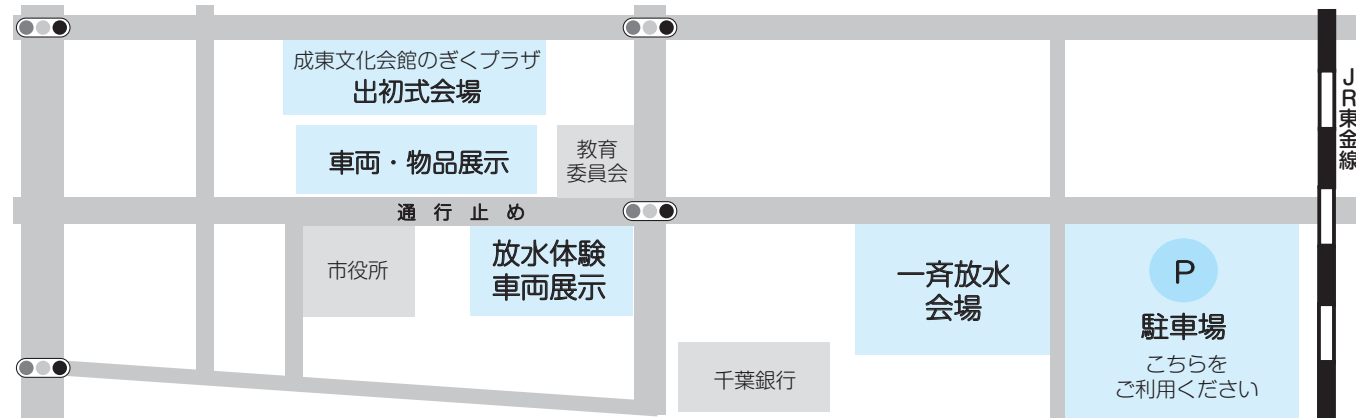 成東文化会館のぎくプラザ
出初式会場
車両・物品展示
教育
委員会
通行止め
市役所
放水体験
車両展示
一斉放水
会場
P
駐車場
こちらを
ご利用ください
千葉銀行
JR東金線